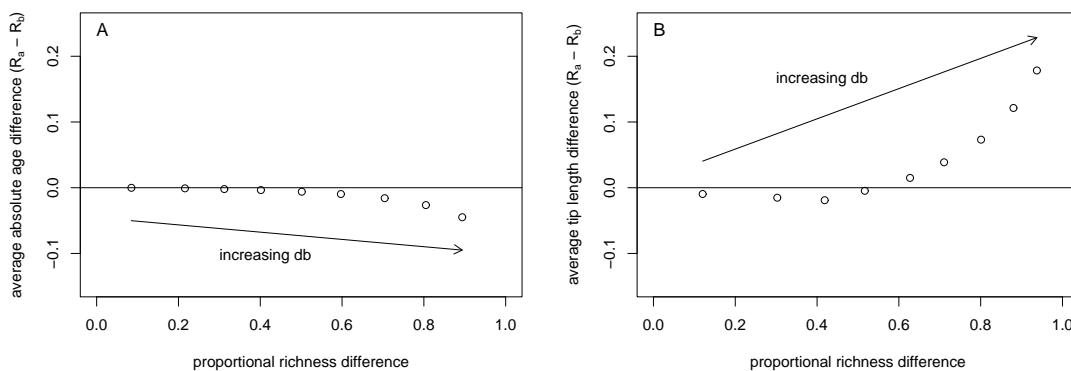 A
average absolute age difference (Ra − Rb)
0.2
0.1
0.0
−0.1
increasing db
0.0 0.2 0.4 0.6 0.8 1.0
proportional richness difference
B
average tip length difference (Ra − Rb)
0.2
0.1
0.0
−0.1
increasing db
0.0 0.2 0.4 0.6 0.8 1.0
proportional richness difference